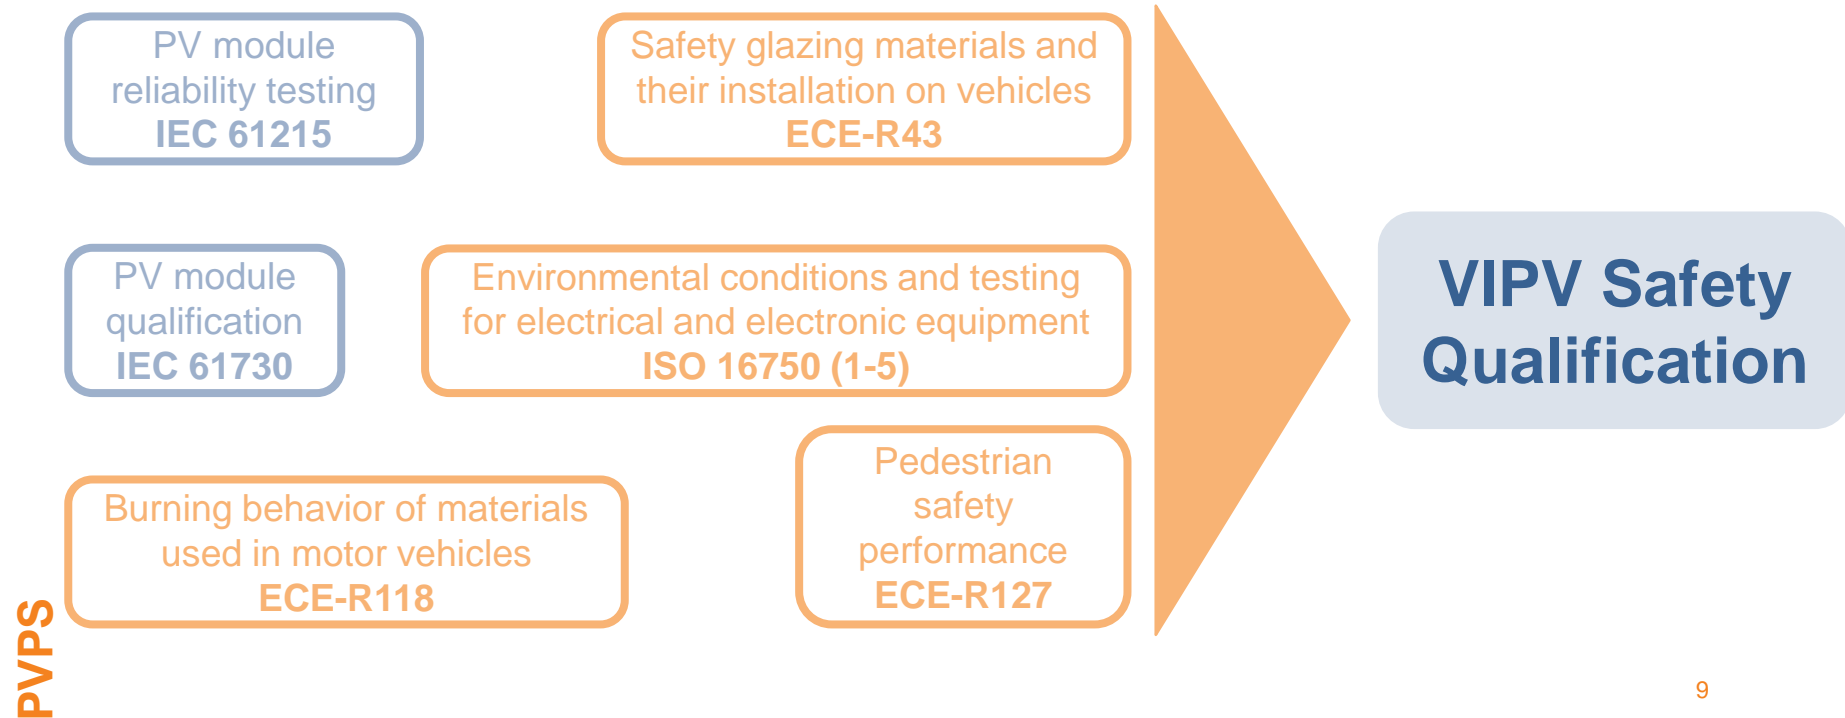 PV module
reliability testing
IEC 61215
Safety glazing materials and
their installation on vehicles
ECE-R43
PV module
qualification
IEC 61730
Environmental conditions and testing
for electrical and electronic equipment
ISO 16750 (1-5)
Burning behavior of materials
used in motor vehicles
ECE-R118
Pedestrian
safety
performance
ECE-R127
VIPV Safety
Qualification
PVPS
9